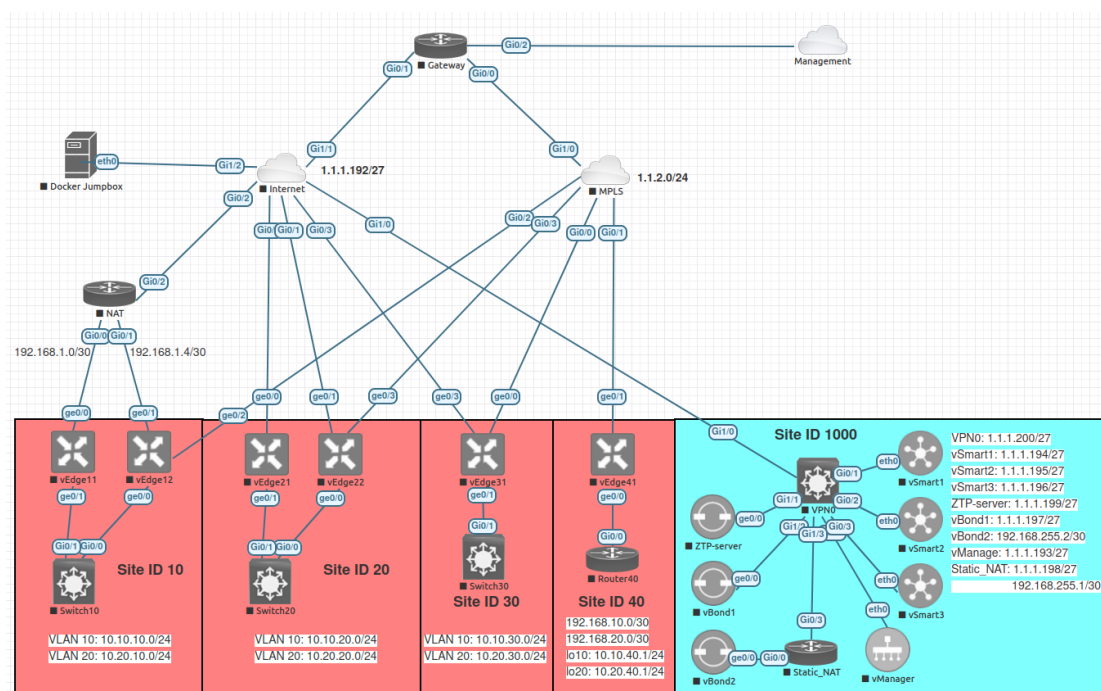 Gi0/2
Gateway
Management
Gi0/1
Gi0/0
Gi1/1
Gi1/0
eth0
Docker Jumpbox
Gi1/2
1.1.1.192/27
Internet
1.1.2.0/24
MPLS
Gi0/2
Gi0/1
Gi0/3
Gi1/0
Gi0/2
Gi0/3
Gi0/0
Gi0/1
Gi0/2
NAT
Gi0/0
Gi0/1
192.168.1.0/30
192.168.1.4/30
ge0/0
ge0/1
ge0/2
ge0/0
ge0/1
ge0/3
ge0/3
ge0/0
ge0/1
Gi1/0
vEdge11
vEdge12
ge0/1
ge0/0
Gi0/1
Gi0/0
Switch10
Site ID 10
VLAN 10: 10.10.10.0/24
VLAN 20: 10.20.10.0/24
vEdge21
vEdge22
ge0/1
ge0/0
Gi0/1
Gi0/0
Switch20
Site ID 20
VLAN 10: 10.10.20.0/24
VLAN 20: 10.20.20.0/24
vEdge31
ge0/1
Gi0/1
Switch30
Site ID 30
VLAN 10: 10.10.30.0/24
VLAN 20: 10.20.30.0/24
vEdge41
ge0/0
Gi0/0
Router40
Site ID 40
192.168.10.0/30
192.168.20.0/30
lo10: 10.10.40.1/24
lo20: 10.20.40.1/24
Site ID 1000
VPN0
Gi0/1
eth0
vSmart1
Gi1/1
Gi0/2
ge0/0
ZTP-server
Gi1/3
Gi0/3
eth0
vSmart2
ge0/0
vBond1
eth0
vSmart3
eth0
Gi0/3
ge0/0
Gi0/0
vBond2
Static_NAT
vManager
VPN0: 1.1.1.200/27
vSmart1: 1.1.1.194/27
vSmart2: 1.1.1.195/27
vSmart3: 1.1.1.196/27
ZTP-server: 1.1.1.199/27
vBond1: 1.1.1.197/27
vBond2: 192.168.255.2/30
vManage: 1.1.1.193/27
Static_NAT: 1.1.1.198/27
192.168.255.1/30